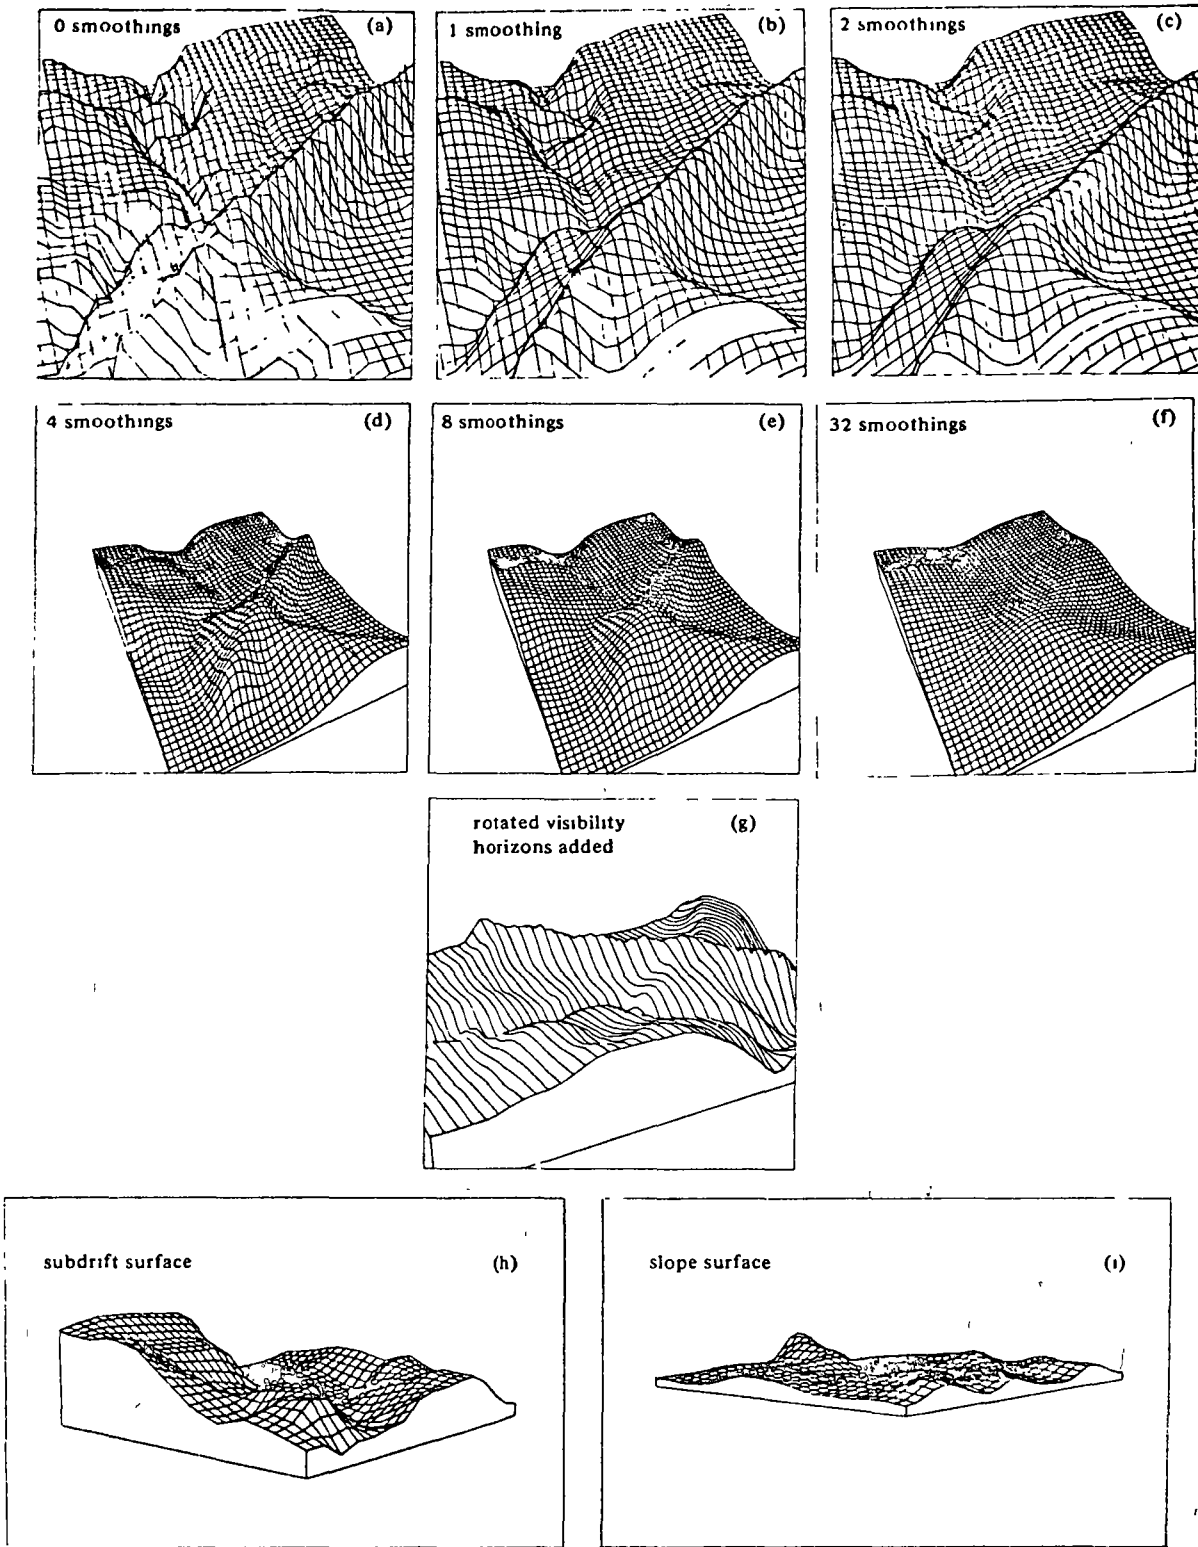 0 smoothings (a)
1 smoothing (b)
2 smoothings (c)
4 smoothings (d)
8 smoothings (e)
32 smoothings (f)
rotated visibility (g)
horizons added
subdrift surface (h)
slope surface (i)